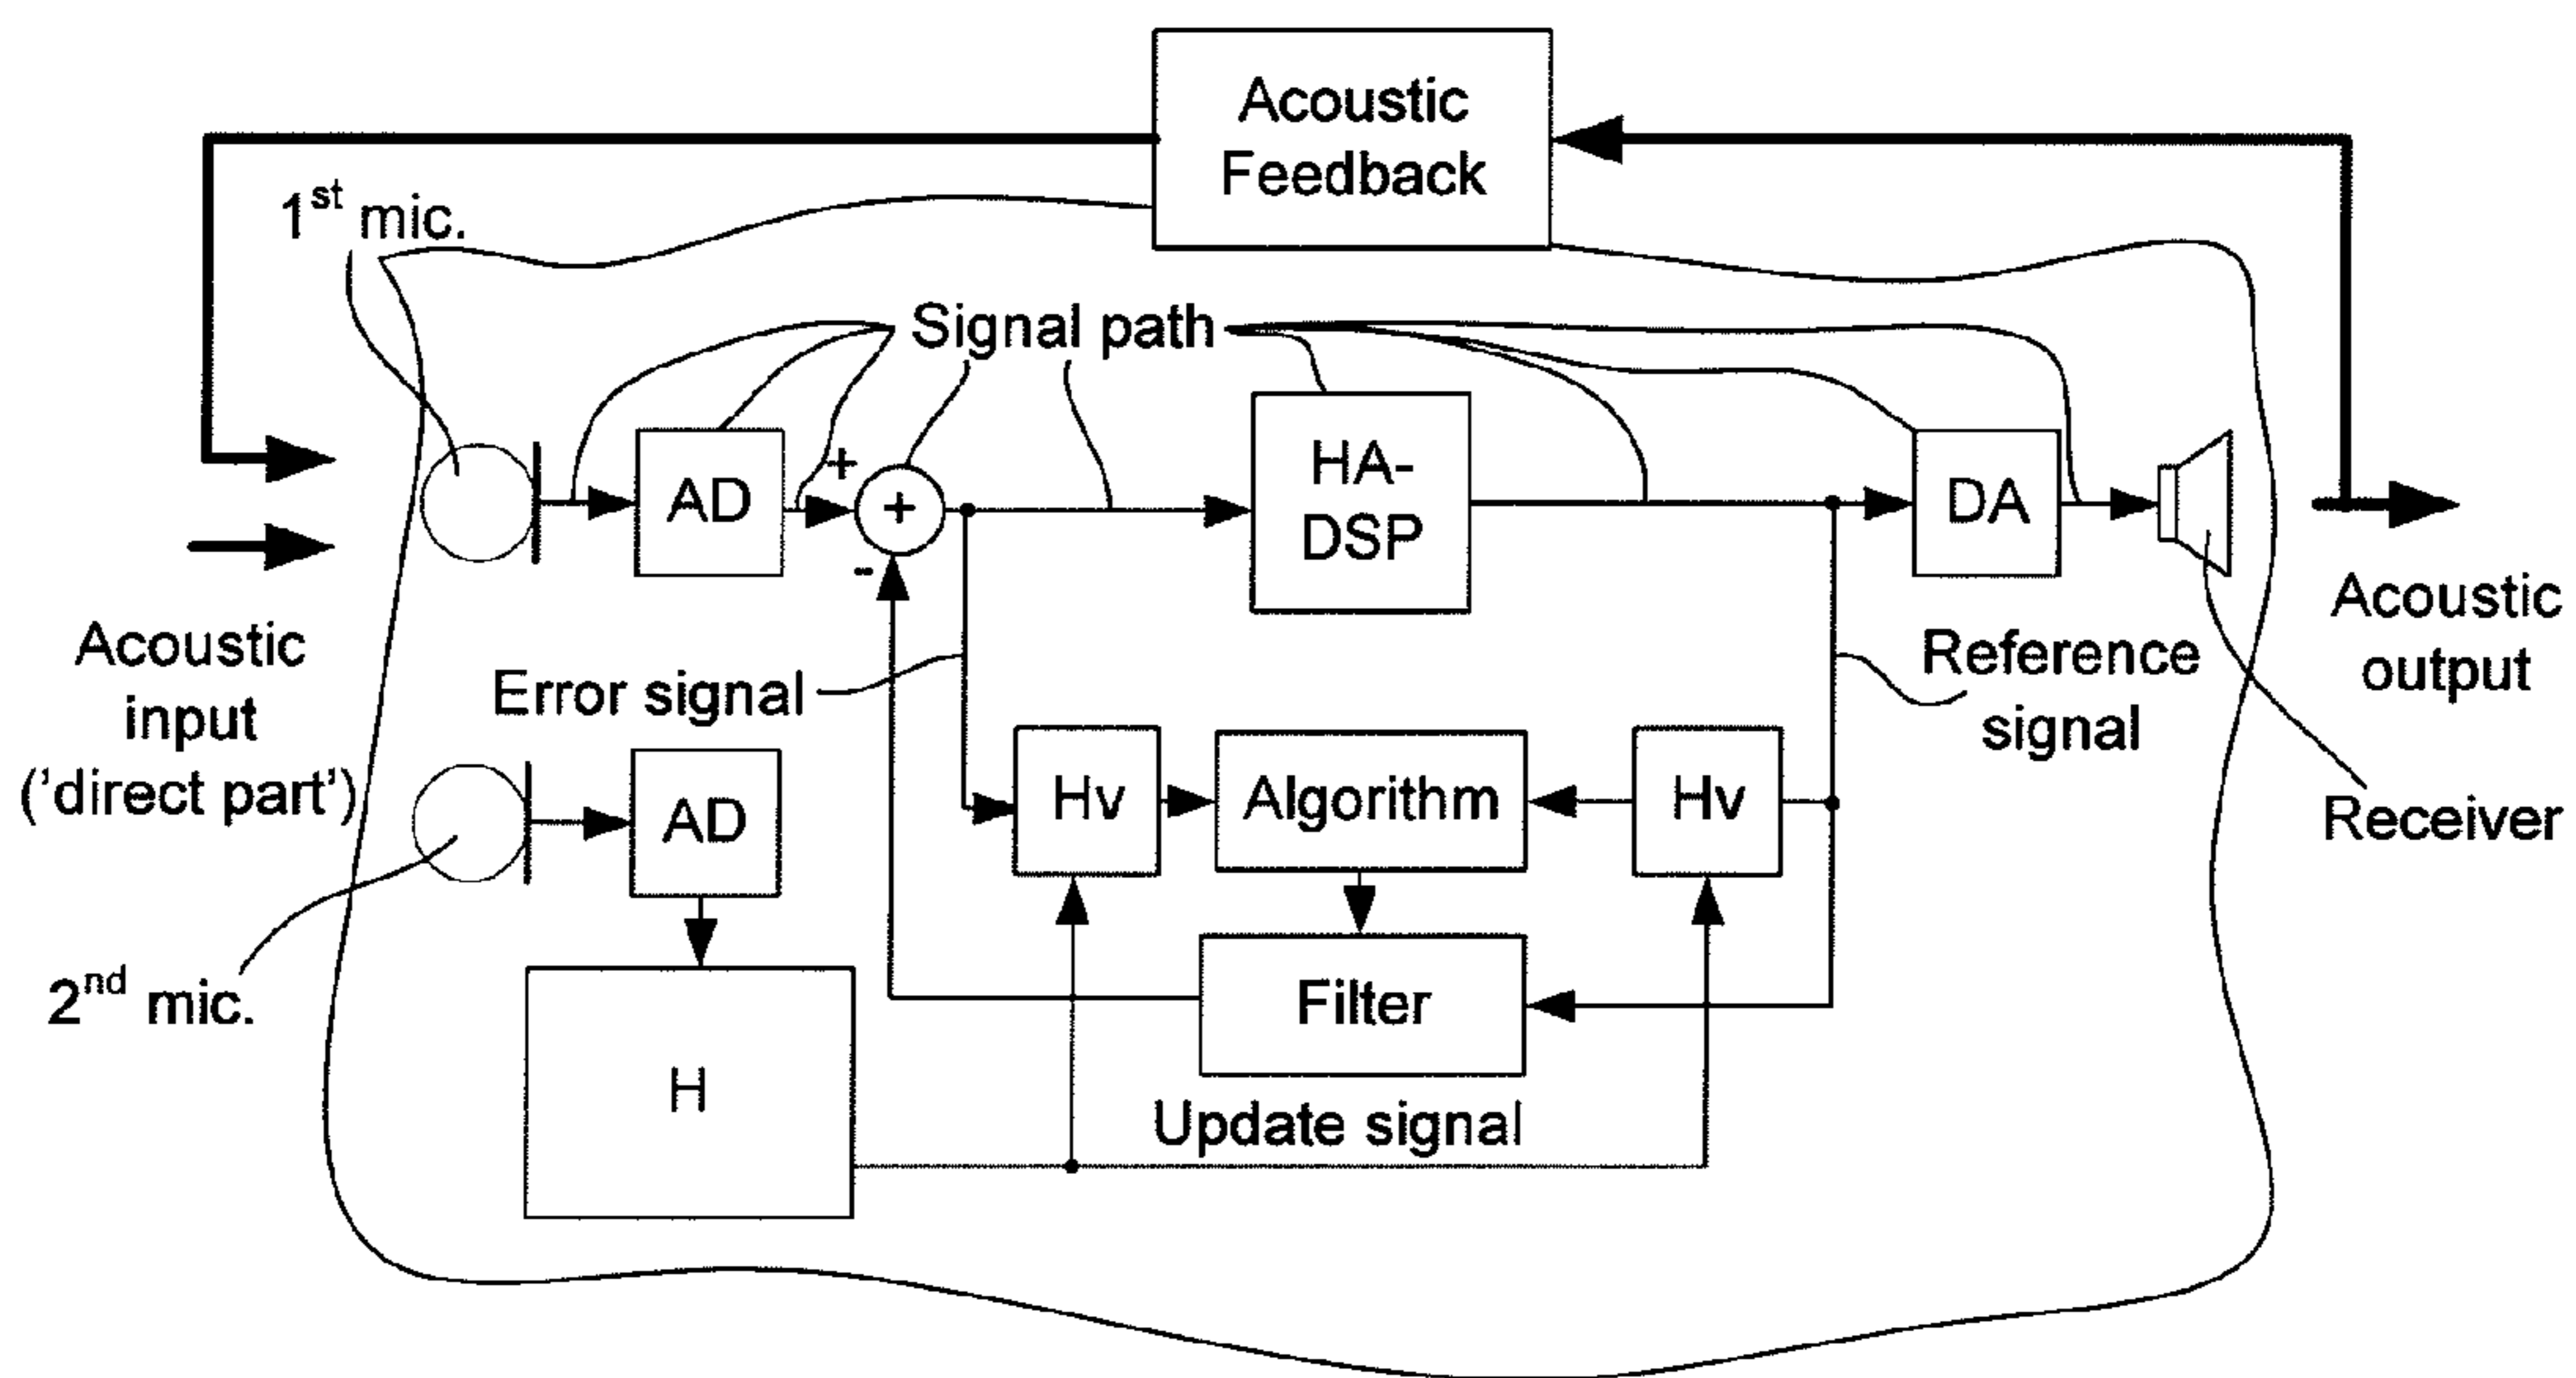 Acoustic
Feedback
1st mic.
Signal path
+
AD
+
-
HA-
DSP
DA
Acoustic
input
('direct part')
Acoustic
output
Error signal
Reference
signal
AD
Hv
Algorithm
Hv
Receiver
2nd mic.
Filter
H
Update signal